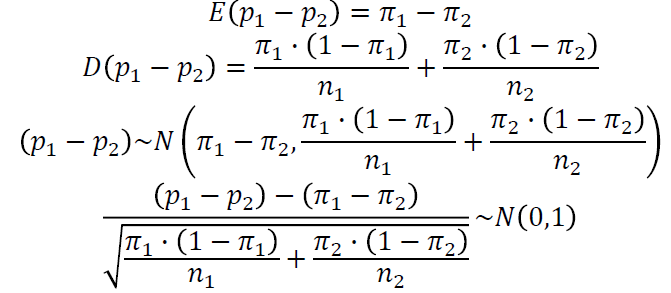 E(p₁ − p₂) = π₁ − π₂
D(p₁ − p₂) = π₁ · (1 − π₁)/n₁ + π₂ · (1 − π₂)/n₂
(p₁ − p₂)~N(π₁ − π₂, π₁ · (1 − π₁)/n₁ + π₂ · (1 − π₂)/n₂)
((p₁ − p₂) − (π₁ − π₂))/√(π₁ · (1 − π₁)/n₁ + π₂ · (1 − π₂)/n₂) ~N(0,1)